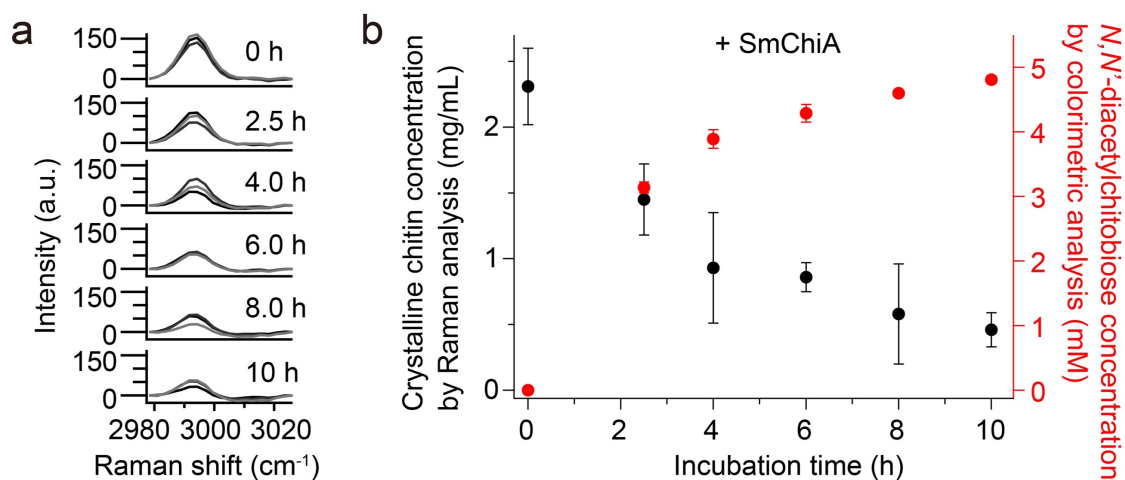 a
150
0
0 h
150
0
2.5 h
150
0
4.0 h
150
0
6.0 h
150
0
8.0 h
150
0
10 h
Intensity (a.u.)
2980 3000 3020
Raman shift (cm⁻¹)
b
+ SmChiA
Crystalline chitin concentration
by Raman analysis (mg/mL)
2
1
0
0 2 4 6 8 10
Incubation time (h)
5
4
3
2
1
0
N,N′-diacetylchitobiose concentration
by colorimetric analysis (mM)